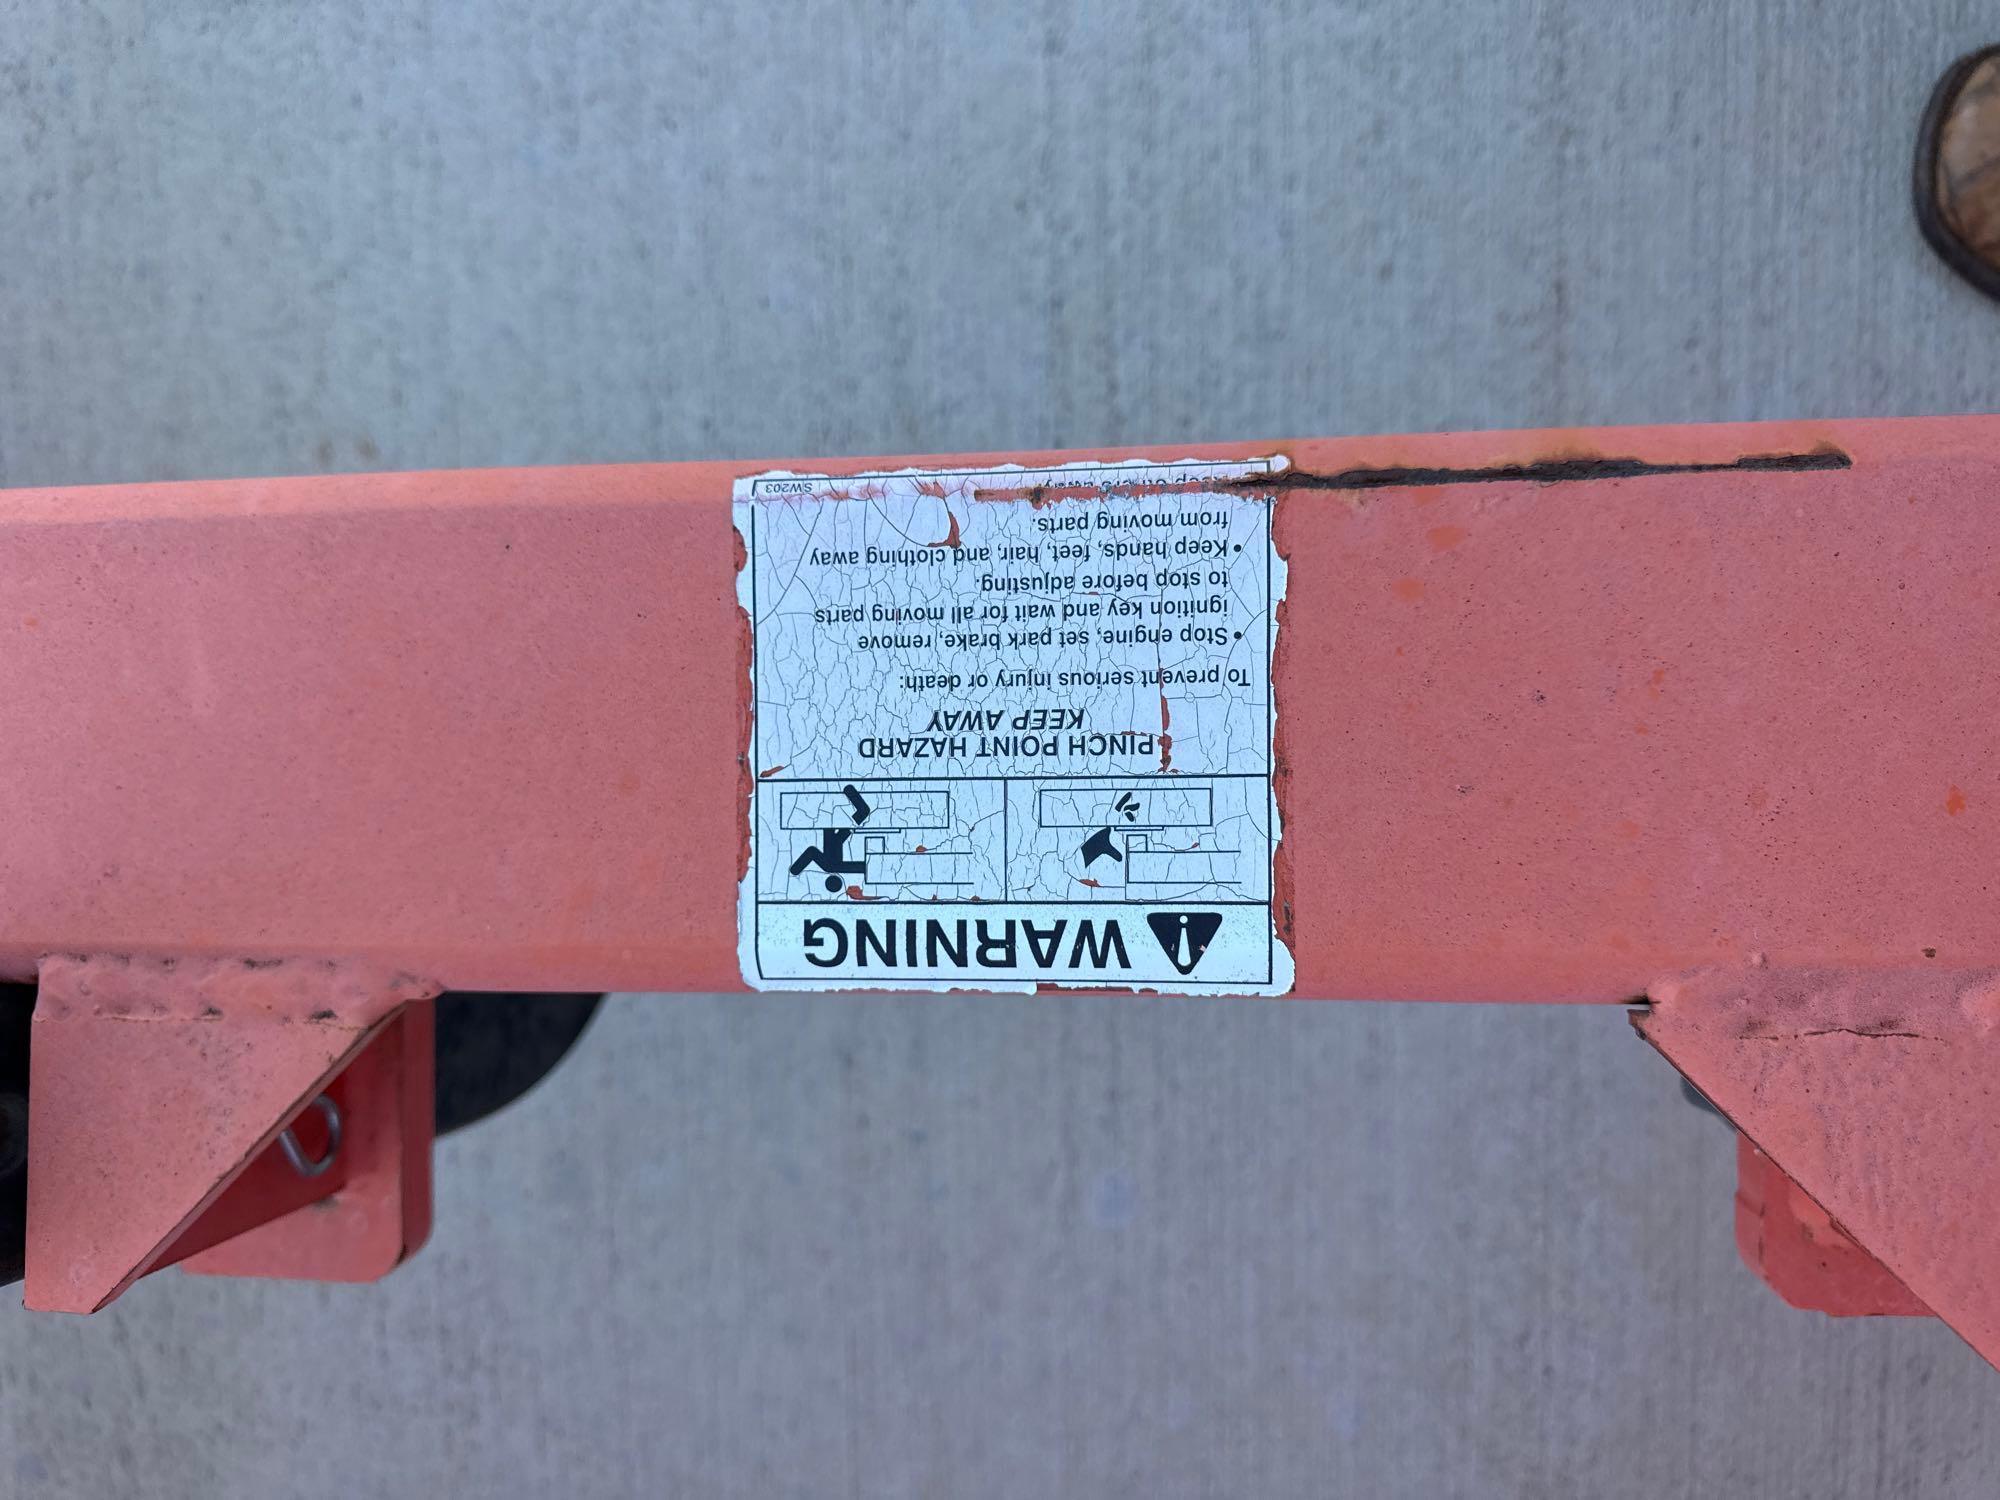 WARNING
PINCH POINT HAZARD
KEEP AWAY
To prevent serious injury or death:
• Stop engine, set park brake, remove
ignition key and wait for all moving parts
to stop before adjusting.
• Keep hands, feet, hair, and clothing away
from moving parts.
away.
SW203